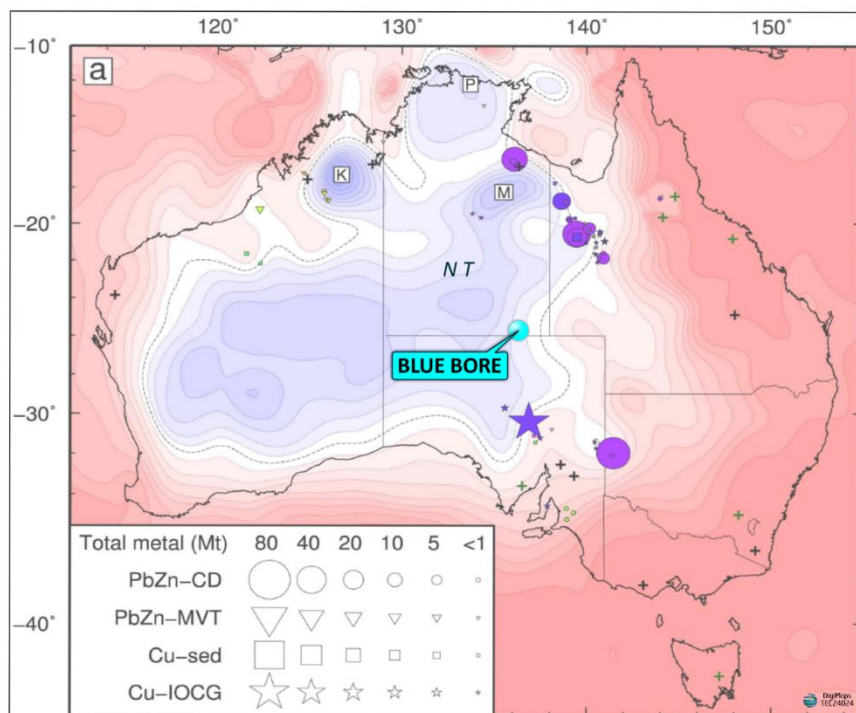 120° 130° 140° 150°
−10°
a
P
K
M
−20°
N T
BLUE BORE
−30°
Total metal (Mt) 80 40 20 10 5 <1
PbZn−CD
PbZn−MVT
Cu−sed
Cu−IOCG
−40°
DigiMaps
TEC24024